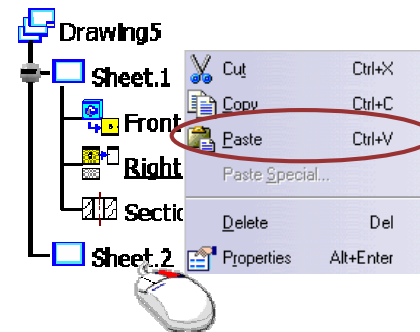 Drawing5
Sheet.1
Cut Ctrl+X
Copy Ctrl+C
Front
Paste Ctrl+V
Paste Special...
Right
Delete Del
Sheet.2
Properties Alt+Enter